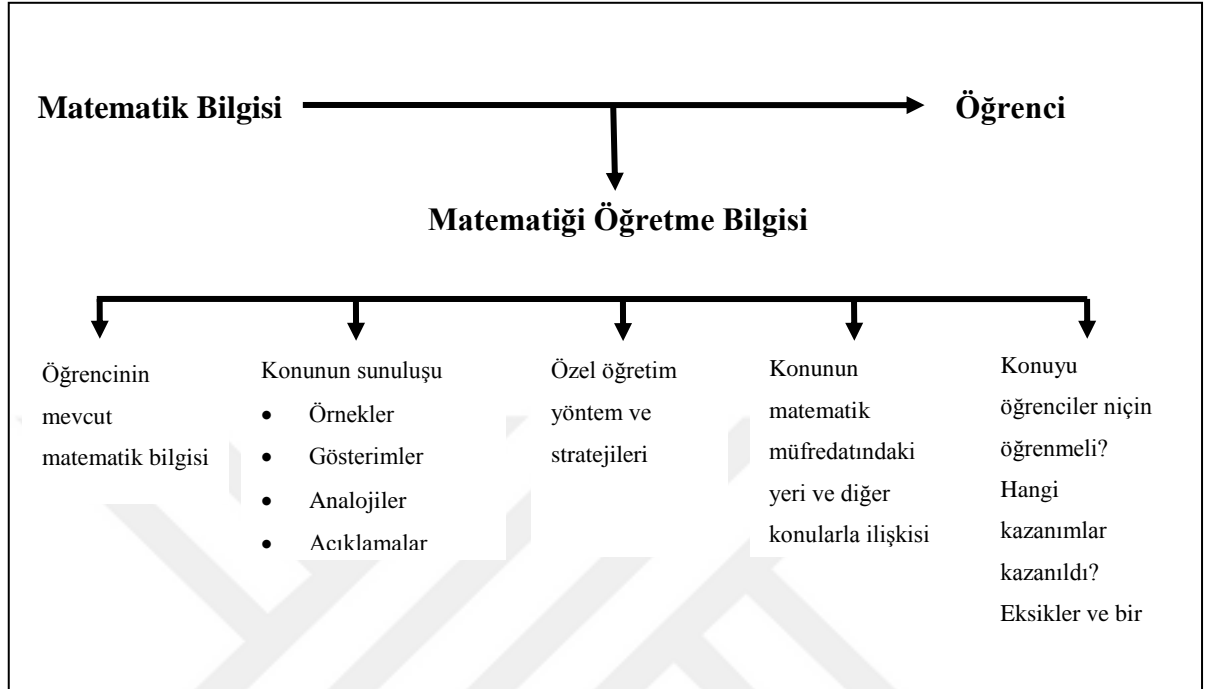 Matematik Bilgisi
Öğrenci
Matematiği Öğretme Bilgisi
Öğrencinin
mevcut
matematik bilgisi
Konunun sunuluşu
• Örnekler
• Gösterimler
• Analojiler
• Açıklamalar
Özel öğretim
yöntem ve
stratejileri
Konunun
matematik
müfredatındaki
yeri ve diğer
konularla ilişkisi
Konuyu
öğrenciler niçin
öğrenmeli?
Hangi
kazanımlar
kazanıldı?
Eksikler ve bir